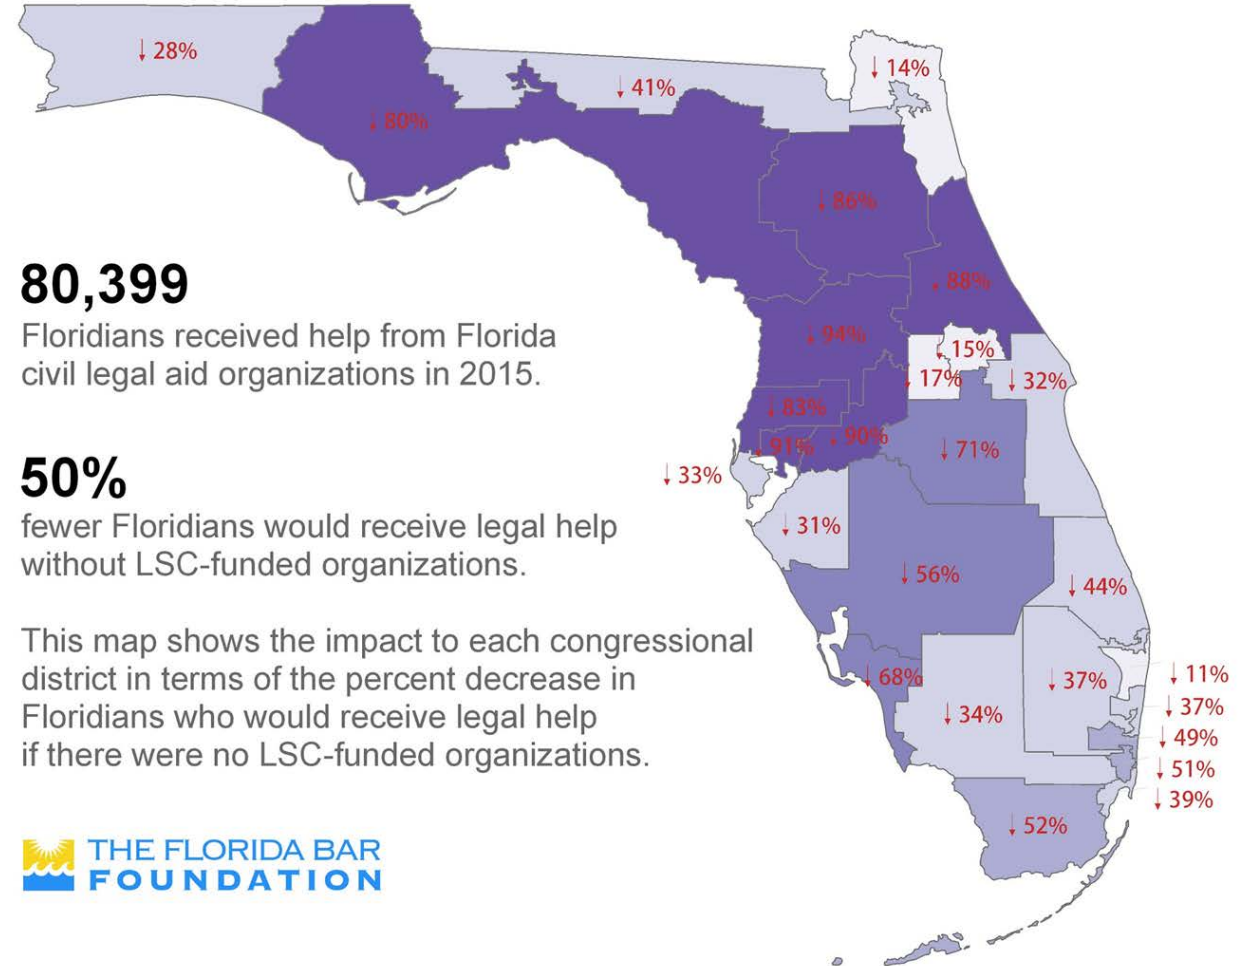 ↓ 28%
↓ 80%
↓ 41%
↓ 14%
↓ 86%
↓ 88%
↓ 94%
↓ 15%
↓ 17%
↓ 32%
↓ 83%
↓ 91%
↓ 90%
↓ 71%
↓ 33%
↓ 31%
↓ 56%
↓ 44%
↓ 68%
↓ 34%
↓ 37%
↓ 11%
↓ 37%
↓ 49%
↓ 51%
↓ 39%
↓ 52%
80,399
Floridians received help from Florida
civil legal aid organizations in 2015.
50%
fewer Floridians would receive legal help
without LSC-funded organizations.
This map shows the impact to each congressional
district in terms of the percent decrease in
Floridians who would receive legal help
if there were no LSC-funded organizations.
THE FLORIDA BAR
FOUNDATION